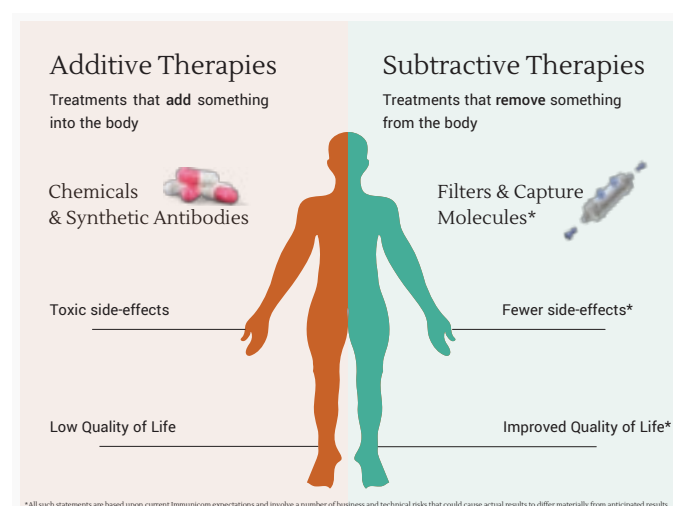 Additive Therapies
Treatments that add something
into the body
Chemicals
& Synthetic Antibodies
Toxic side-effects
Low Quality of Life
Subtractive Therapies
Treatments that remove something
from the body
Filters & Capture
Molecules*
Fewer side-effects*
Improved Quality of Life*
*All such statements are based upon current Immunicom expectations and involve a number of business and technical risks that could cause actual results to differ materially from anticipated results